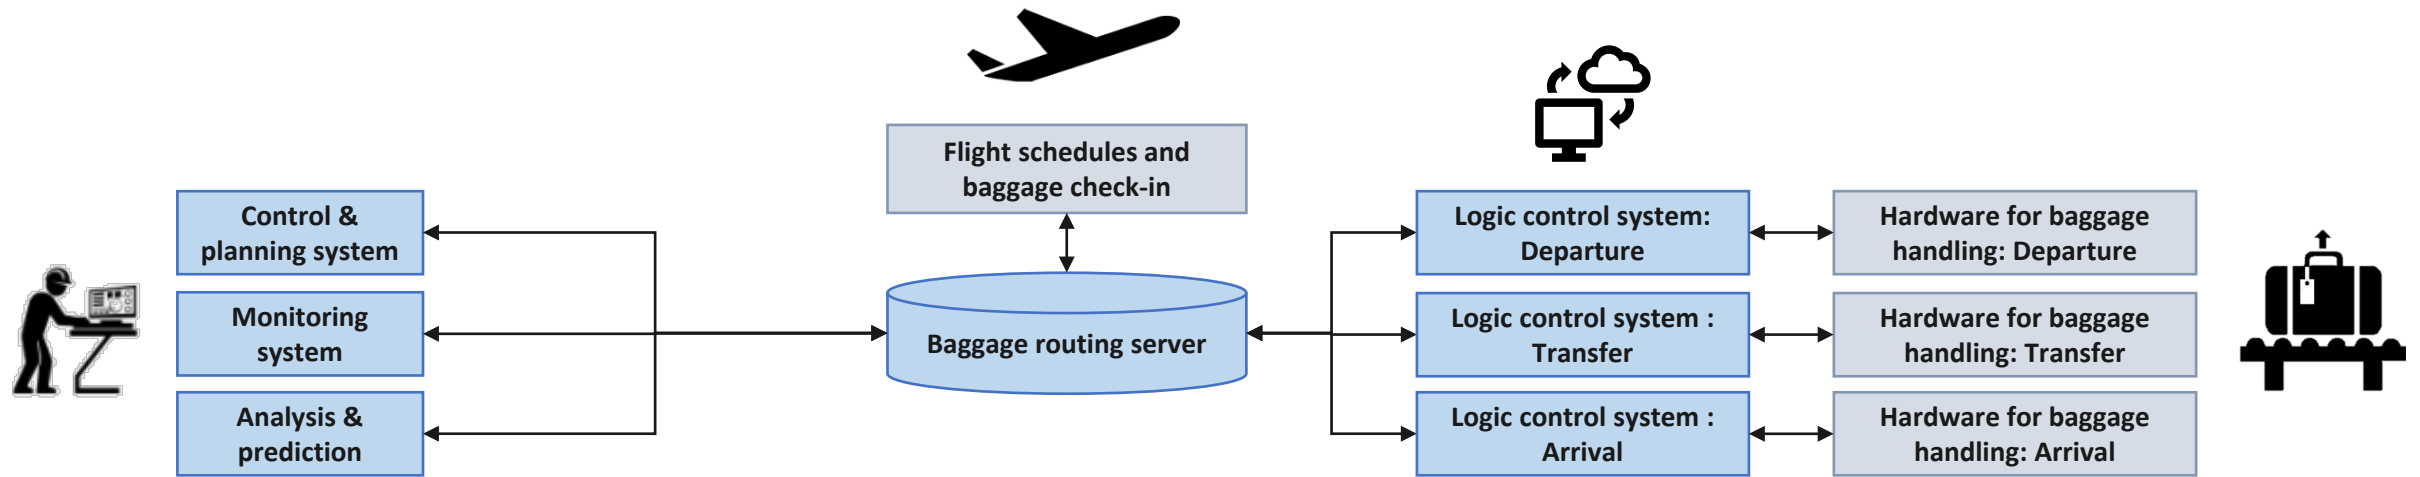 Flight schedules and
baggage check-in
Control &
planning system
Monitoring
system
Analysis &
prediction
Baggage routing server
Logic control system:
Departure
Logic control system :
Transfer
Logic control system :
Arrival
Hardware for baggage
handling: Departure
Hardware for baggage
handling: Transfer
Hardware for baggage
handling: Arrival